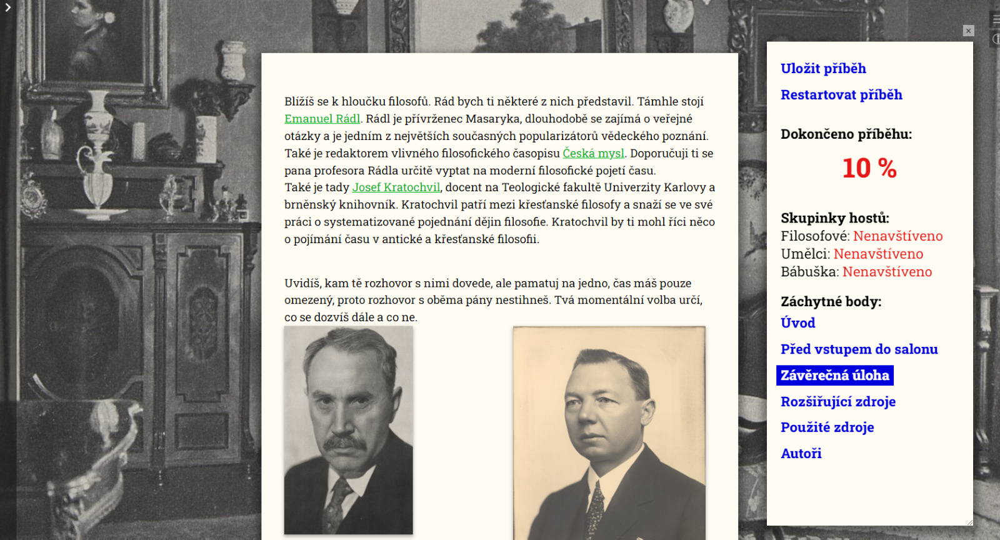 Blížíš se k hloučku filosofů. Rád bych ti některé z nich představil. Támhle stojí
Emanuel Rádl. Rádl je přívrženec Masaryka, dlouhodobě se zajímá o veřejné
otázky a je jedním z největších současných popularizátorů vědeckého poznání.
Také je redaktorem vlivného filosofického časopisu Česká mysl. Doporučuji ti se
pana profesora Rádla určitě vyptat na moderní filosofické pojetí času.
Také je tady Josef Kratochvil, docent na Teologické fakultě Univerzity Karlovy a
brněnský knihovník. Kratochvil patří mezi křesťanské filosofy a snaží se ve své
práci o systematizované pojednání dějin filosofie. Kratochvil by ti mohl říci něco
o pojímání času v antické a křesťanské filosofii.
Uvidíš, kam tě rozhovor s nimi dovede, ale pamatuj na jedno, čas máš pouze
omezený, proto rozhovor s oběma pány nestihneš. Tvá momentální volba určí,
co se dozvíš dále a co ne.
Uložit příběh
Restartovat příběh
Dokončeno příběhu:
10 %
Skupinky hostů:
Filosofové: Nenavštíveno
Umělci: Nenavštíveno
Bábuška: Nenavštíveno
Záchytné body:
Úvod
Před vstupem do salonu
Závěrečná úloha
Rozšiřující zdroje
Použité zdroje
Autoři